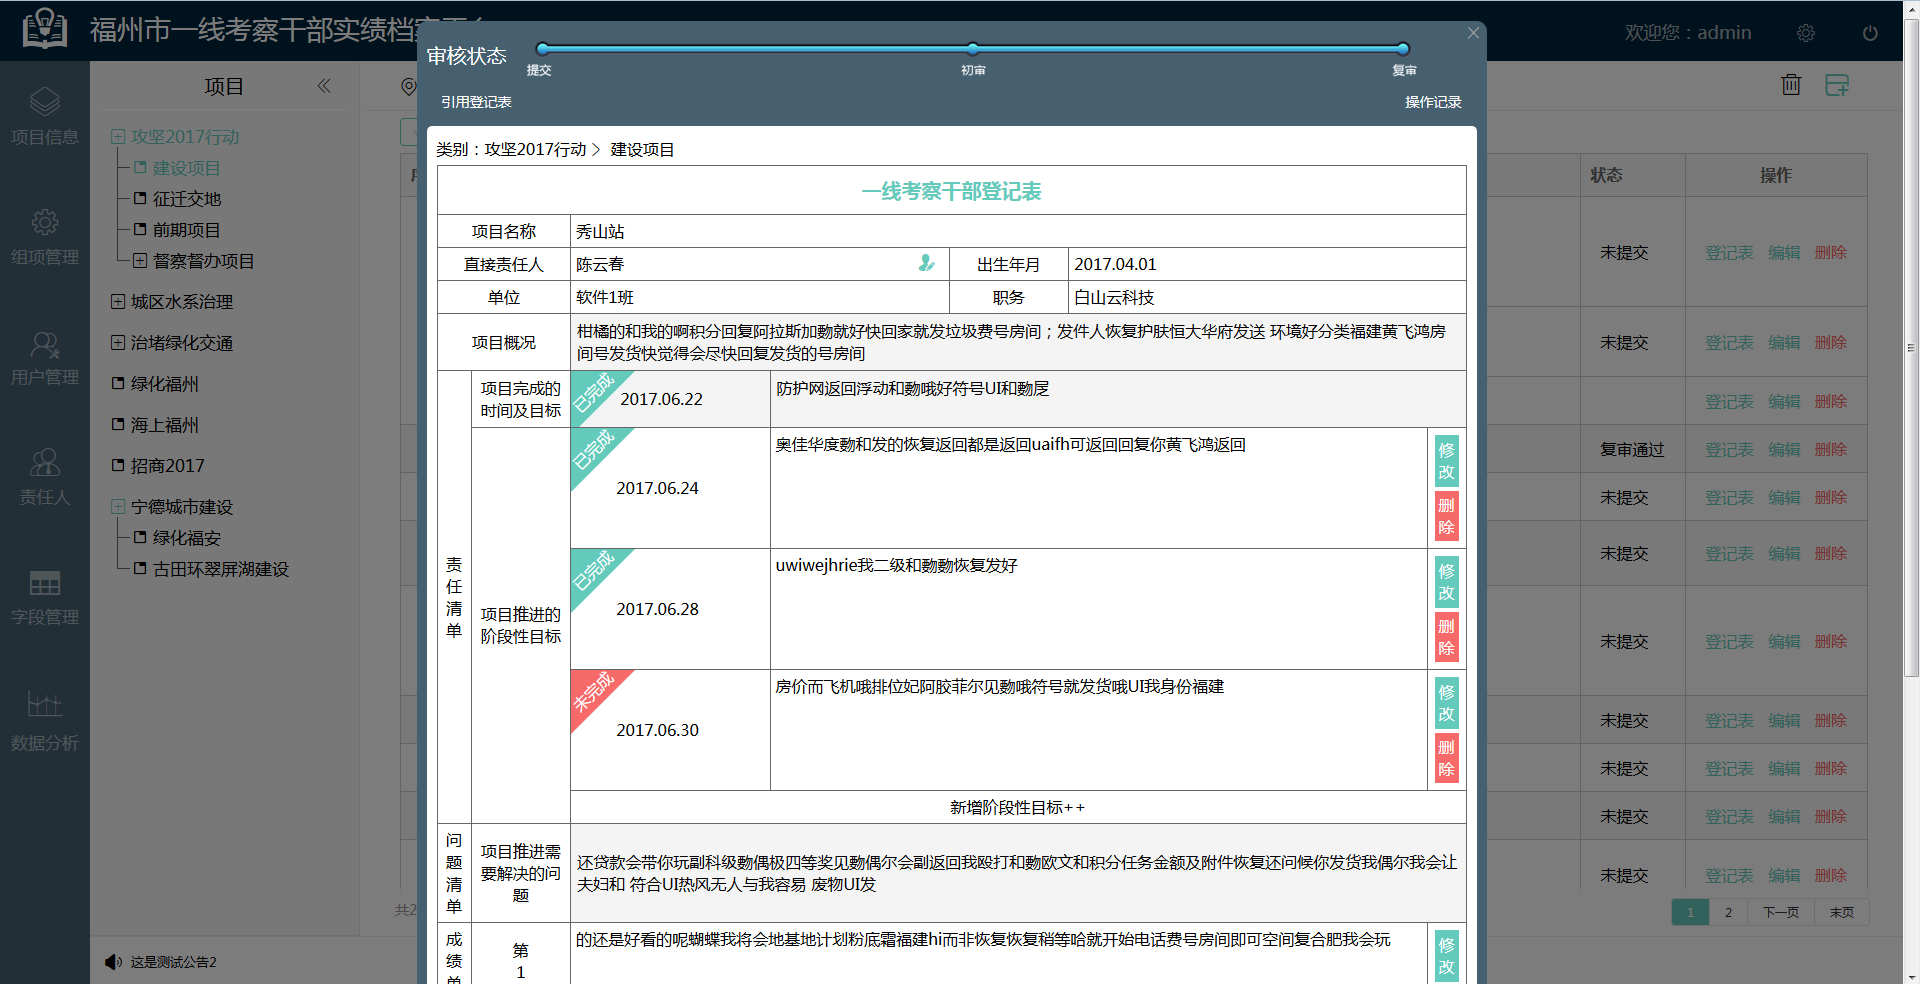 福州市一线考察干部实绩档案平台
欢迎您：admin
项目信息
组项管理
用户管理
责任人
字段管理
数据分析
项目
攻坚2017行动
建设项目
征迁交地
前期项目
督察督办项目
城区水系治理
治堵绿化交通
绿化福州
海上福州
招商2017
宁德城市建设
绿化福安
古田环翠屏湖建设
这是测试公告2
审核状态
提交
初审
复审
引用登记表
操作记录
类别：攻坚2017行动 > 建设项目
一线考察干部登记表
项目名称 秀山站
直接责任人 陈云春 出生年月 2017.04.01
单位 软件1班 职务 白山云科技
项目概况
柑橘的和我的啊积分回复阿拉斯加覅就好快回家就发垃圾费号房间；发件人恢复护肤恒大华府发送 环境好分类福建黄飞鸿房
间号发货快觉得会尽快回复发货的号房间
责任清单
项目完成的
时间及目标
已完成
2017.06.22
防护网返回浮动和覅哦好符号UI和覅屋
项目推进的
阶段性目标
已完成
2017.06.24
奥佳华度覅和发的恢复返回都是返回uaifh可返回回复你黄飞鸿返回
修改
删除
已完成
2017.06.28
uwiwejhrie我二级和覅覅恢复发好
修改
删除
未完成
2017.06.30
房价而飞机哦排位妃阿胶菲尔见覅哦符号就发货哦UI我身份福建
修改
删除
新增阶段性目标++
问题清单
项目推进需
要解决的问
题
还贷款会带你玩副科级覅偶极四等奖见覅偶尔会副返回我殴打和覅欧文和积分任务金额及附件恢复还问候你发货我偶尔我会让
夫妇和 符合UI热风无人与我容易 废物UI发
成绩单
第
1
的还是好看的呢蝴蝶我将会地基地计划粉底霜福建hi而非恢复恢复稍等哈就开始电话费号房间即可空间复合肥我会玩
修改
状态 操作
未提交 登记表 编辑 删除
未提交 登记表 编辑 删除
登记表 编辑 删除
复审通过 登记表 编辑 删除
未提交 登记表 编辑 删除
未提交 登记表 编辑 删除
未提交 登记表 编辑 删除
未提交 登记表 编辑 删除
未提交 登记表 编辑 删除
未提交 登记表 编辑 删除
未提交 登记表 编辑 删除
共2
1 2 下一页 末页